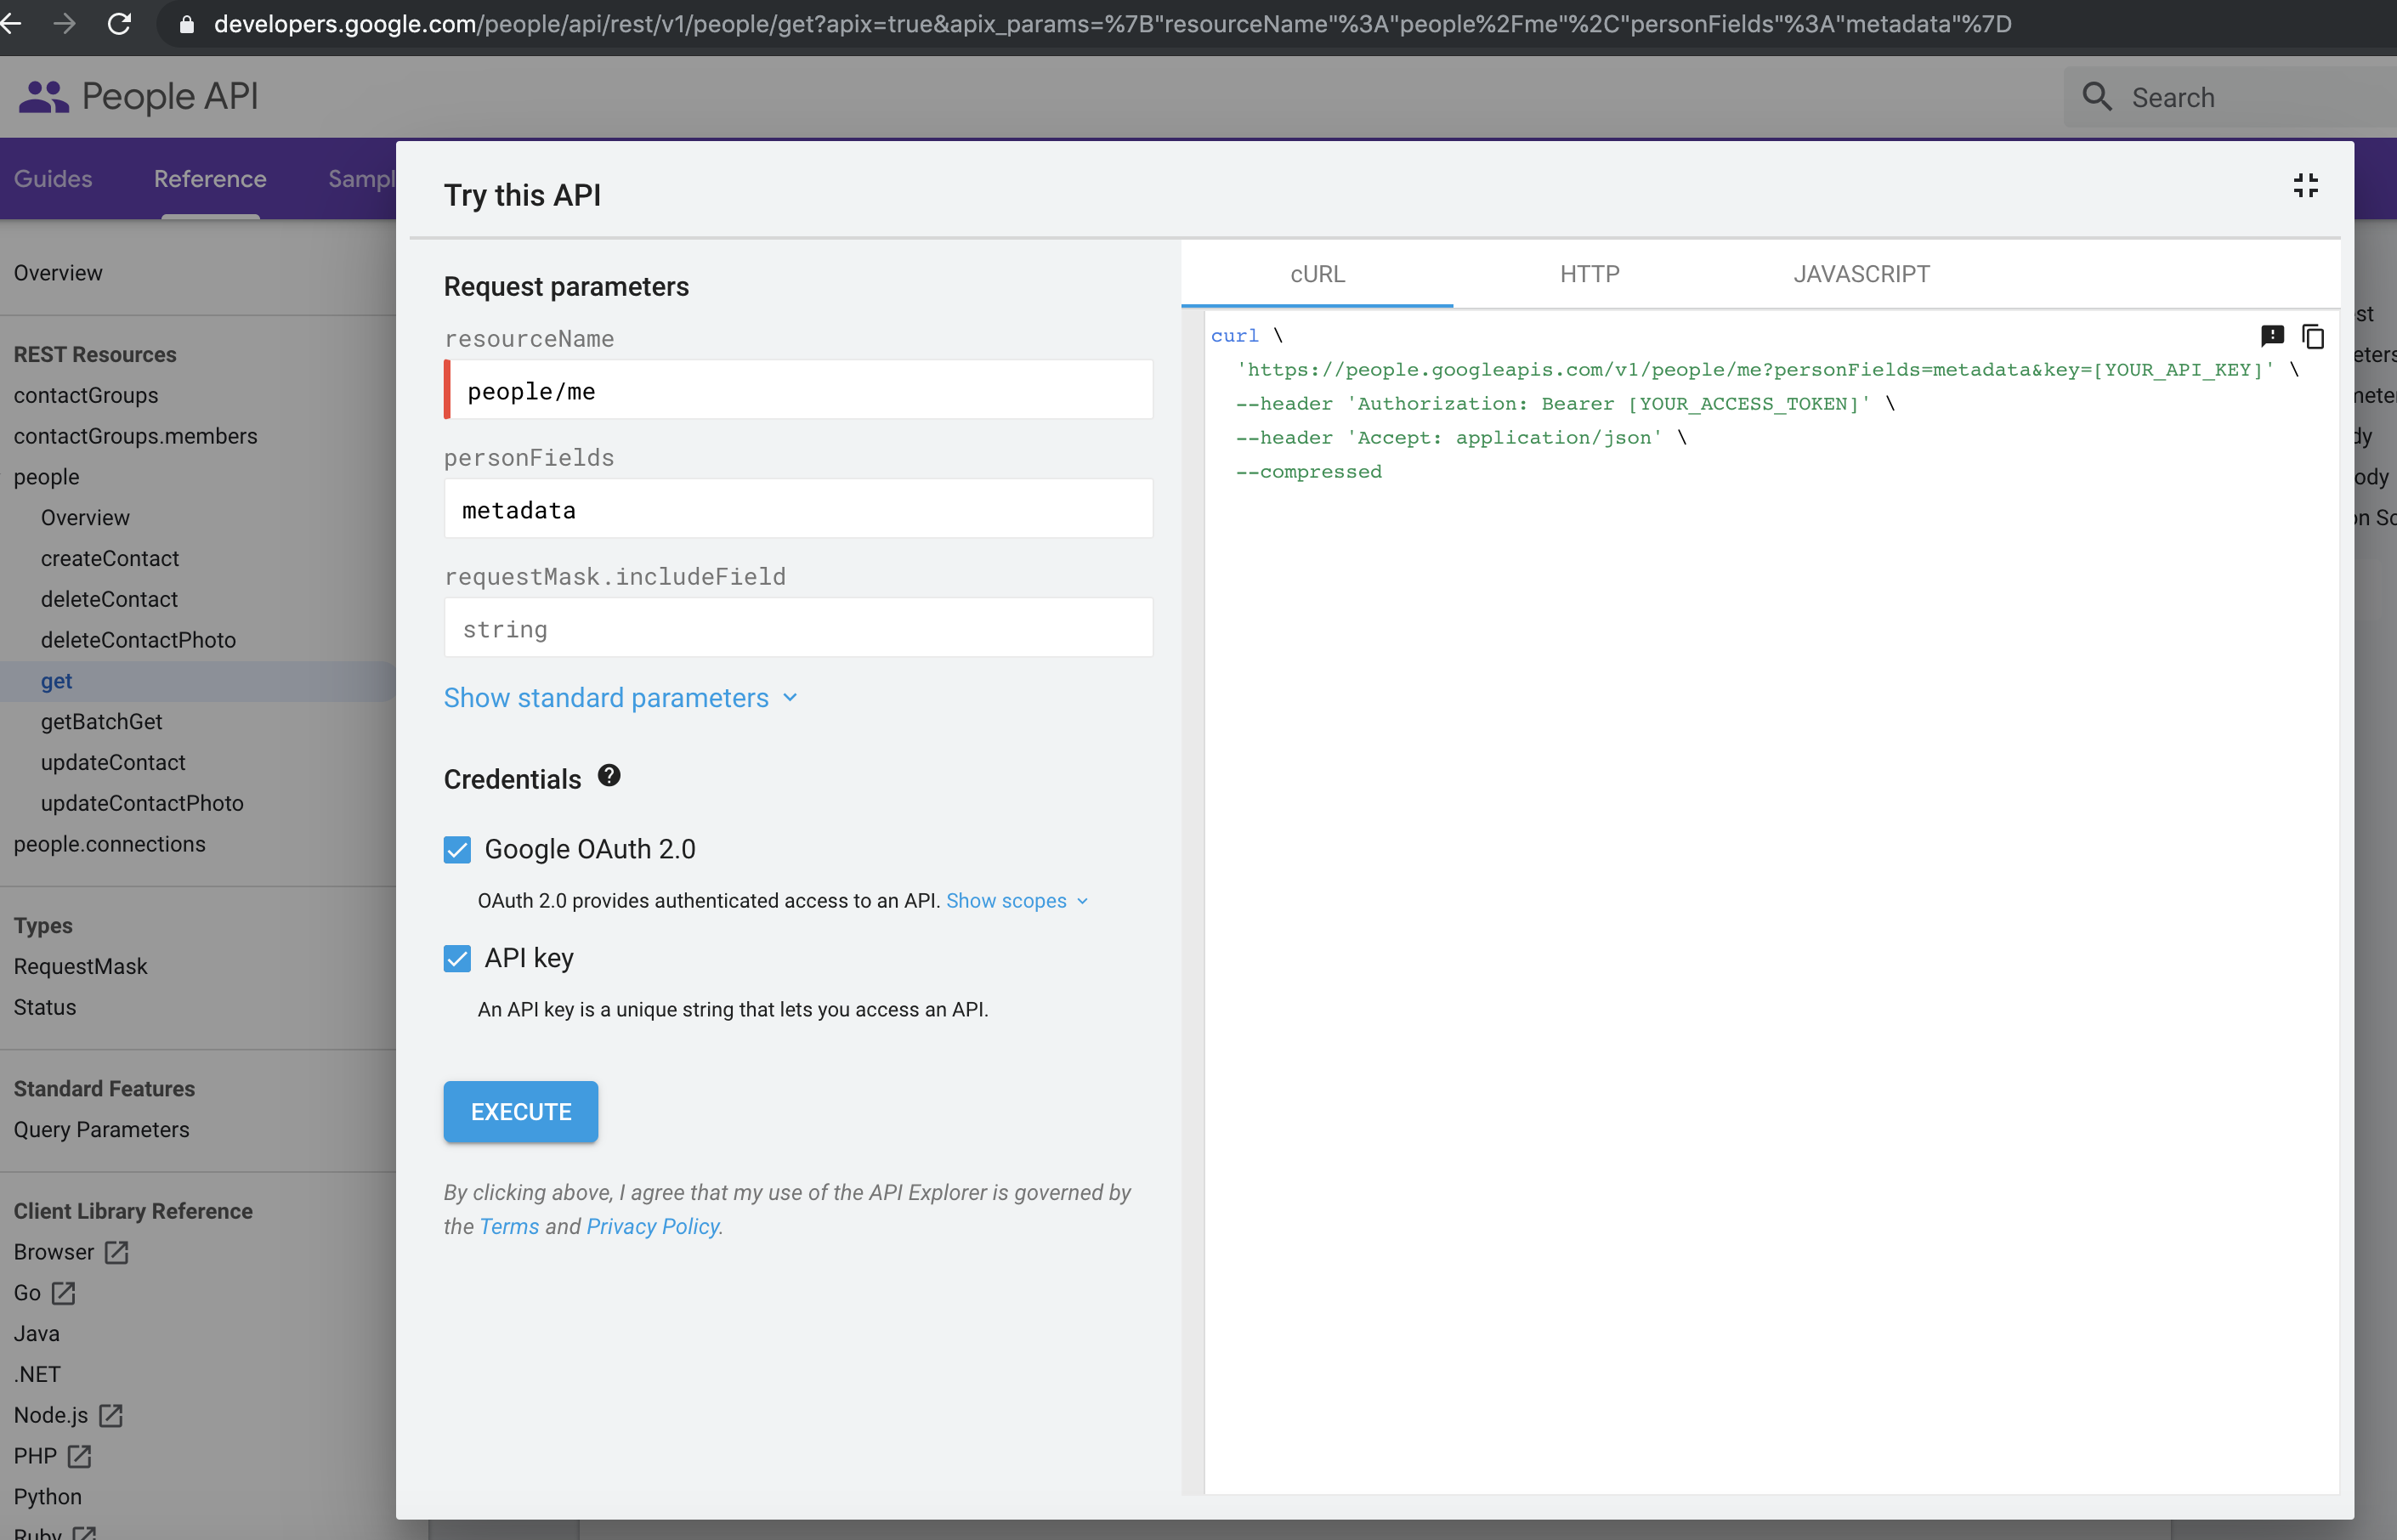 developers.google.com/people/api/rest/v1/people/get?apix=true&apix_params=%7B"resourceName"%3A"people%2Fme"%2C"personFields"%3A"metadata"%7D
People API
Search
Guides
Reference
Sampl
Overview
REST Resources
contactGroups
contactGroups.members
people
Overview
createContact
deleteContact
deleteContactPhoto
get
getBatchGet
updateContact
updateContactPhoto
people.connections
Types
RequestMask
Status
Standard Features
Query Parameters
Client Library Reference
Browser
Go
Java
.NET
Node.js
PHP
Python
Ruby
Try this API
Request parameters
resourceName
people/me
personFields
metadata
requestMask.includeField
string
Show standard parameters
Credentials
Google OAuth 2.0
OAuth 2.0 provides authenticated access to an API. Show scopes
API key
An API key is a unique string that lets you access an API.
EXECUTE
By clicking above, I agree that my use of the API Explorer is governed by
the Terms and Privacy Policy.
cURL
HTTP
JAVASCRIPT
curl \
'https://people.googleapis.com/v1/people/me?personFields=metadata&key=[YOUR_API_KEY]' \
--header 'Authorization: Bearer [YOUR_ACCESS_TOKEN]' \
--header 'Accept: application/json' \
--compressed